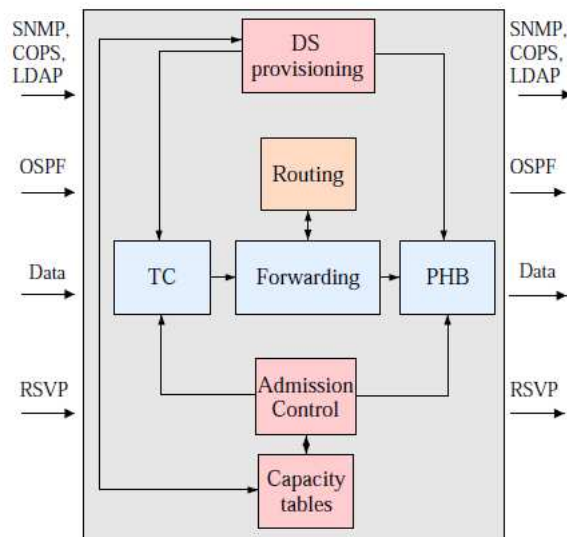 SNMP,
COPS,
LDAP
DS
provisioning
SNMP,
COPS,
LDAP
OSPF
Routing
OSPF
Data
TC
Forwarding
PHB
Data
RSVP
Admission
Control
RSVP
Capacity
tables